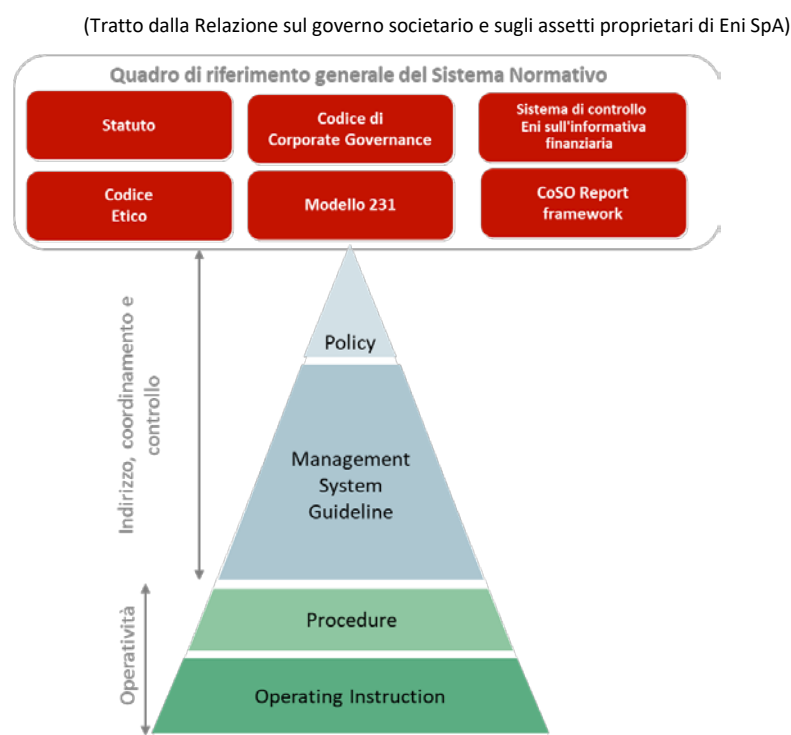 (Tratto dalla Relazione sul governo societario e sugli assetti proprietari di Eni SpA)
Quadro di riferimento generale del Sistema Normativo
Statuto
Codice di
Corporate Governance
Sistema di controllo
Eni sull'informativa
finanziaria
Codice
Etico
Modello 231
CoSO Report
framework
Indirizzo, coordinamento e
controllo
Policy
Management
System
Guideline
Operatività
Procedure
Operating Instruction